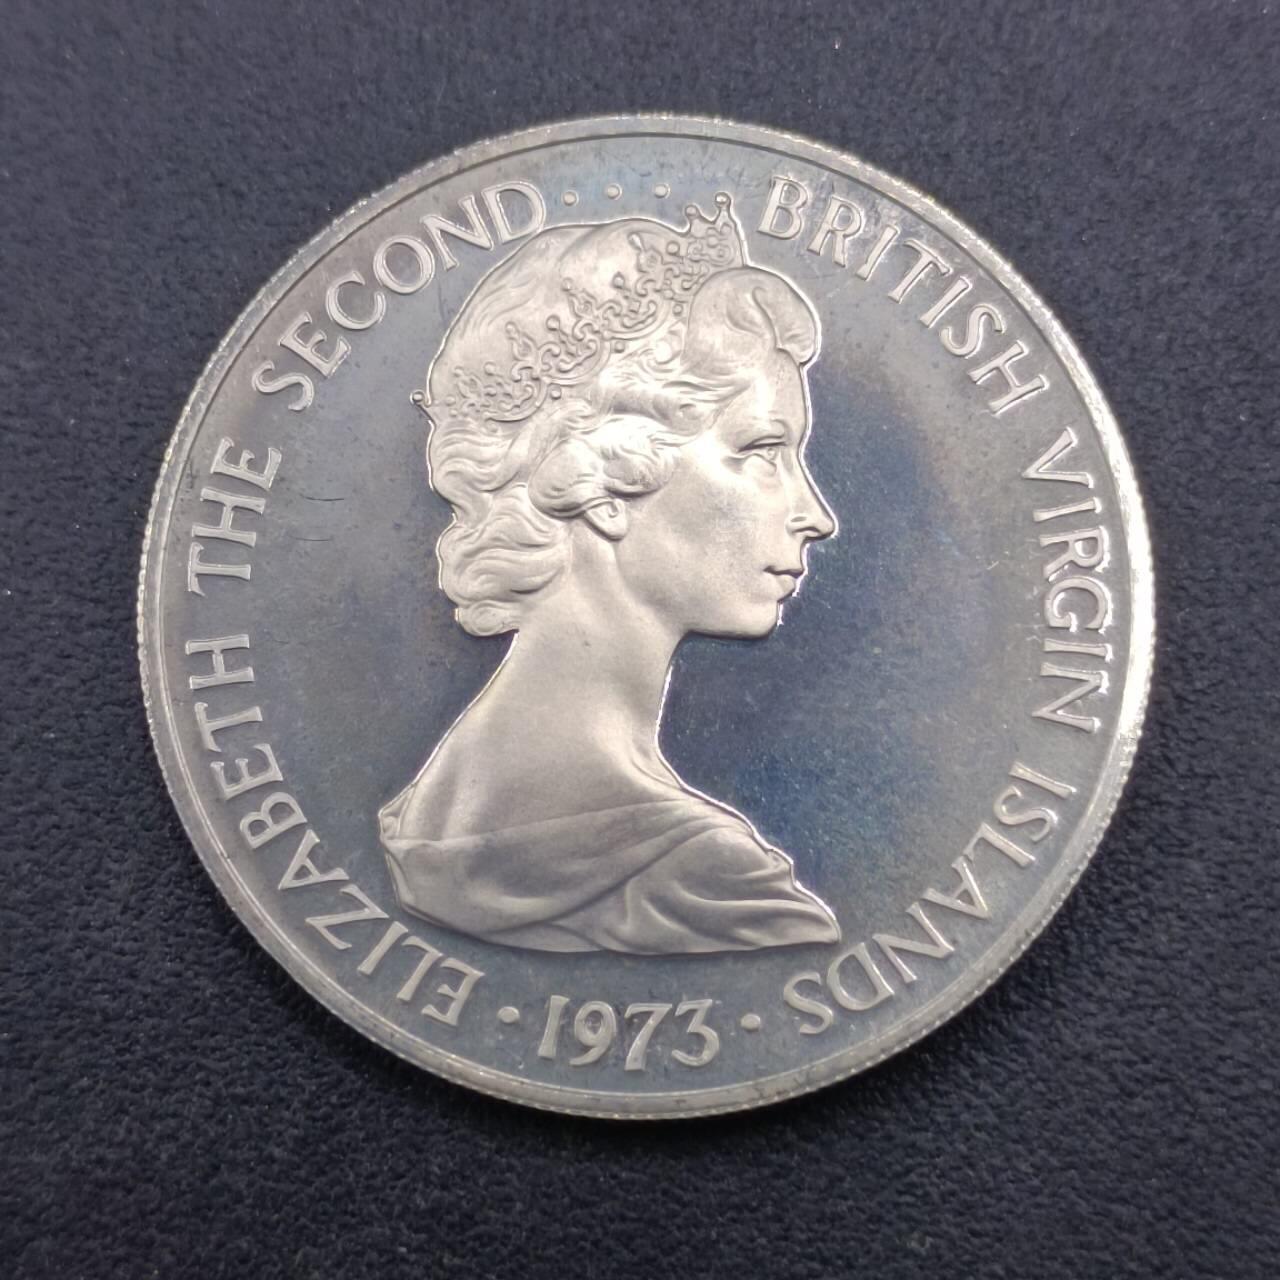 ELIZABETH THE SECOND.... BRITISH VIRGIN ISLANDS
· 1973 ·